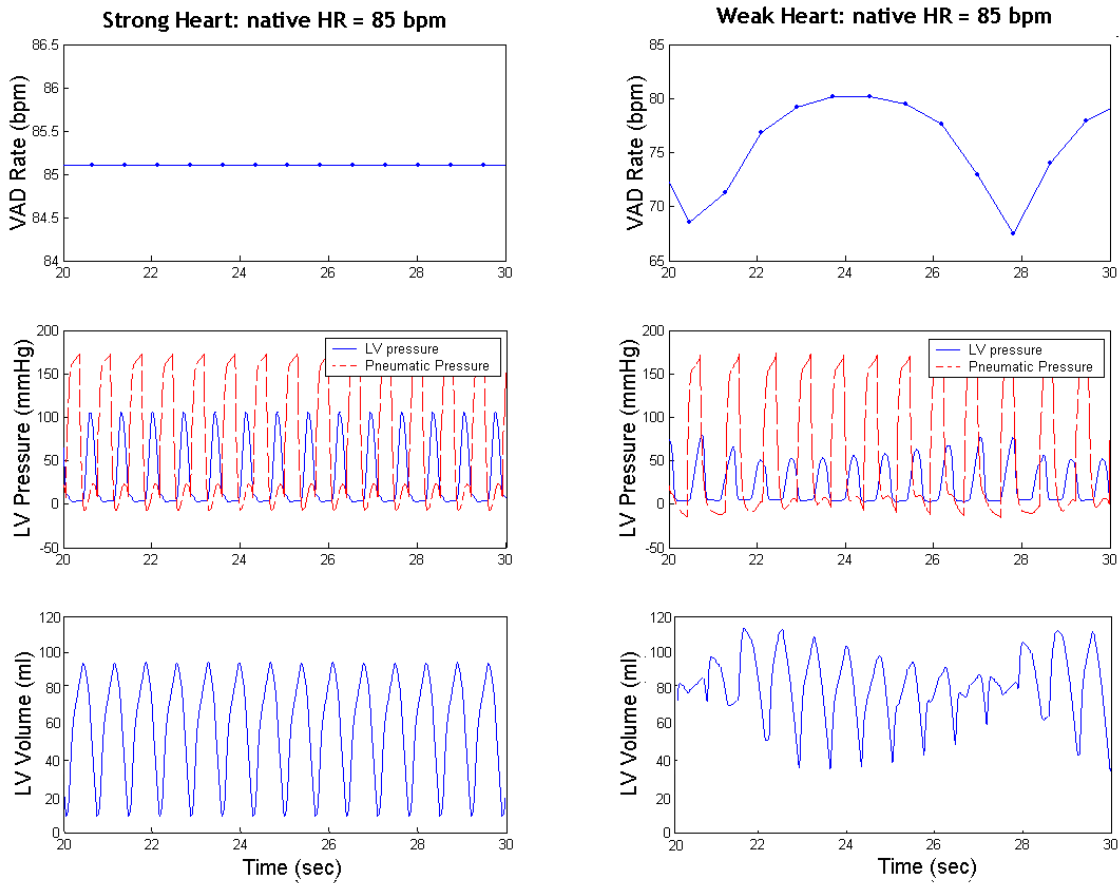 Strong Heart: native HR = 85 bpm
VAD Rate (bpm)
86.5
86
85.5
85
84.5
84
20 22 24 26 28 30
LV Pressure (mmHg)
200
150
100
50
0
-50
LV pressure
Pneumatic Pressure
20 22 24 26 28 30
LV Volume (ml)
120
100
80
60
40
20
0
20 22 24 26 28 30
Time (sec)
Weak Heart: native HR = 85 bpm
VAD Rate (bpm)
85
80
75
70
65
20 22 24 26 28 30
LV Pressure (mmHg)
200
150
100
50
0
-50
LV pressure
Pneumatic Pressure
20 22 24 26 28 30
LV Volume (ml)
120
100
80
60
40
20
0
20 22 24 26 28 30
Time (sec)